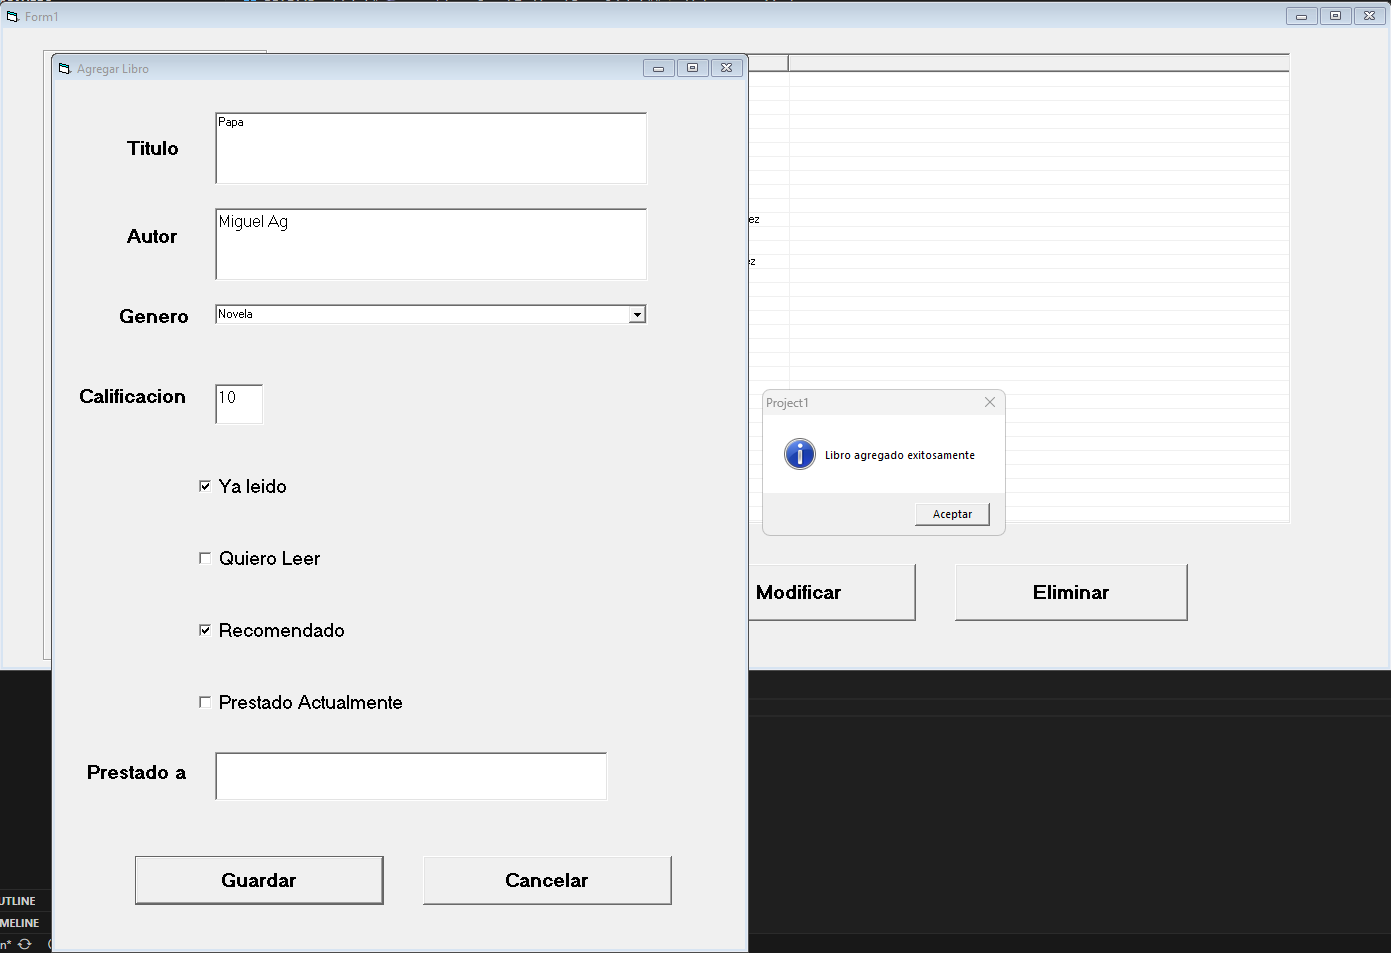 Form1
Agregar Libro
Titulo
Papa
Autor
Miguel Ag
Genero
Novela
Calificacion
10
Ya leido
Quiero Leer
Recomendado
Prestado Actualmente
Prestado a
Guardar
Cancelar
ez
Project1
Libro agregado exitosamente
Aceptar
Modificar
Eliminar
UTLINE
MELINE
n*